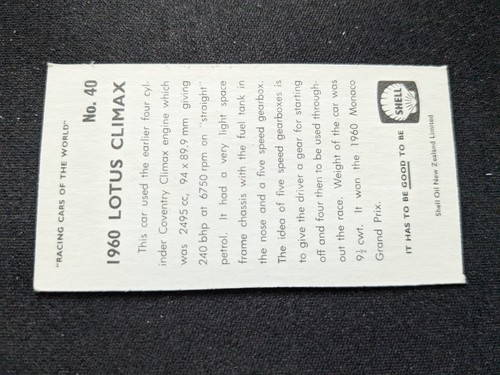 "RACING CARS OF THE WORLD"
No. 40
1960 LOTUS CLIMAX
This car used the earlier four cyl-
inder Coventry Climax engine which
was 2495 cc, 94 x 89.9 mm giving
240 bhp at 6750 rpm on "straight"
petrol. It had a very light space
frame chassis with the fuel tank in
the nose and a five speed gearbox.
The idea of five speed gearboxes is
to give the driver a gear for starting
off and four then to be used through-
out the race. Weight of the car was
9½ cwt. It won the 1960 Monaco
Grand Prix.
SHELL
IT HAS TO BE GOOD TO BE
Shell Oil New Zealand Limited